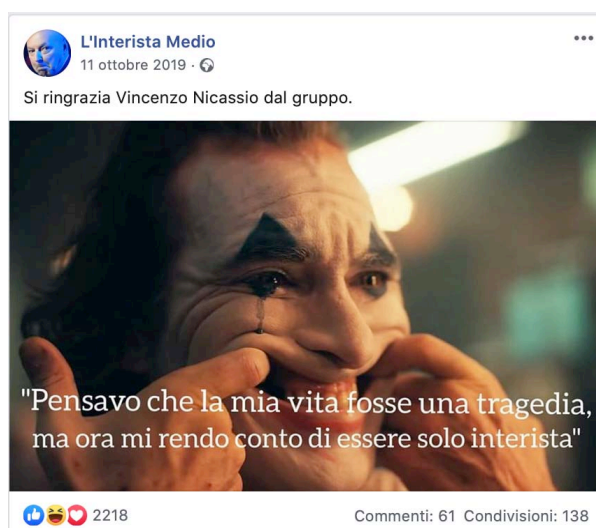 L'Interista Medio
11 ottobre 2019 ·
Si ringrazia Vincenzo Nicassio dal gruppo.
"Pensavo che la mia vita fosse una tragedia,
ma ora mi rendo conto di essere solo interista"
2218 Commenti: 61 Condivisioni: 138